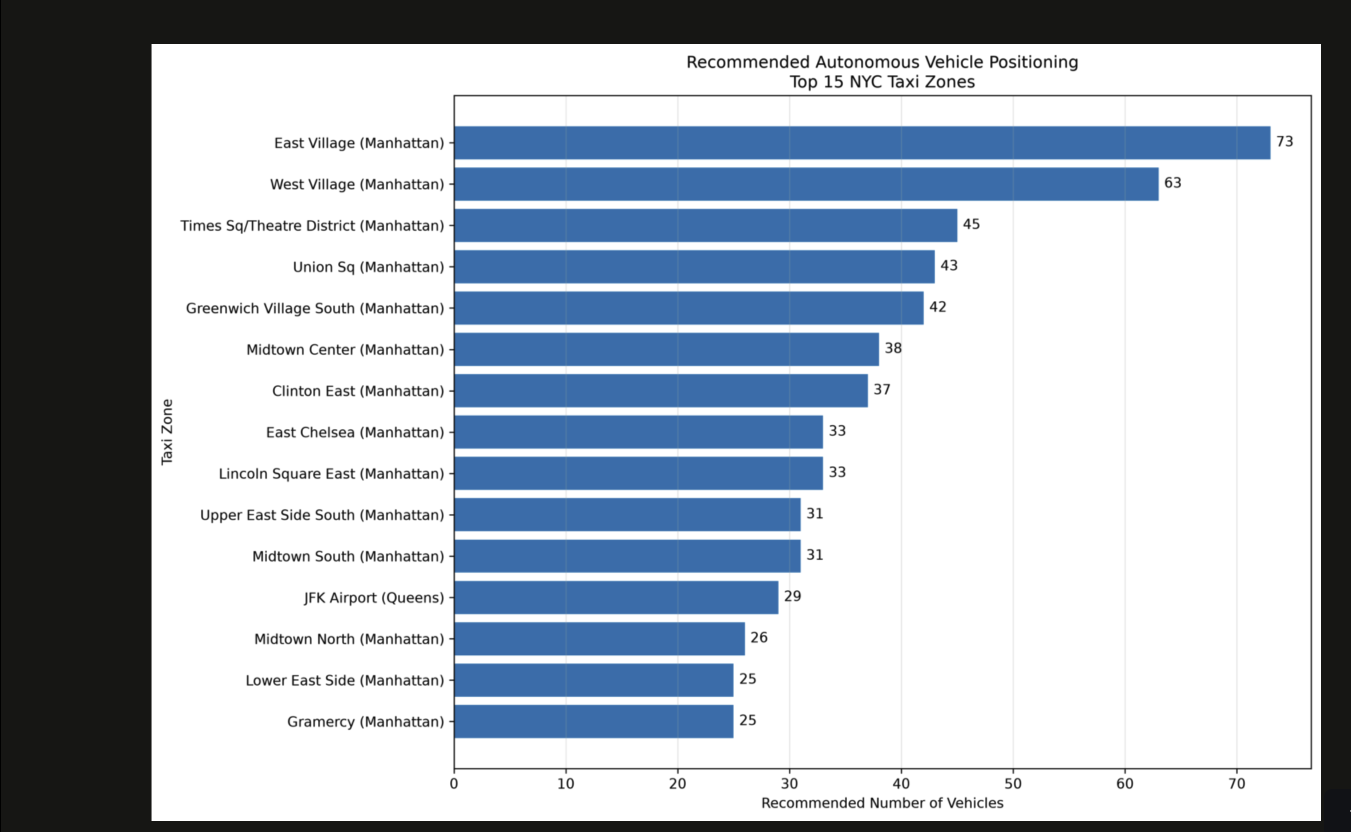 Recommended Autonomous Vehicle Positioning
Top 15 NYC Taxi Zones
Taxi Zone
East Village (Manhattan) 73
West Village (Manhattan) 63
Times Sq/Theatre District (Manhattan) 45
Union Sq (Manhattan) 43
Greenwich Village South (Manhattan) 42
Midtown Center (Manhattan) 38
Clinton East (Manhattan) 37
East Chelsea (Manhattan) 33
Lincoln Square East (Manhattan) 33
Upper East Side South (Manhattan) 31
Midtown South (Manhattan) 31
JFK Airport (Queens) 29
Midtown North (Manhattan) 26
Lower East Side (Manhattan) 25
Gramercy (Manhattan) 25
0 10 20 30 40 50 60 70
Recommended Number of Vehicles